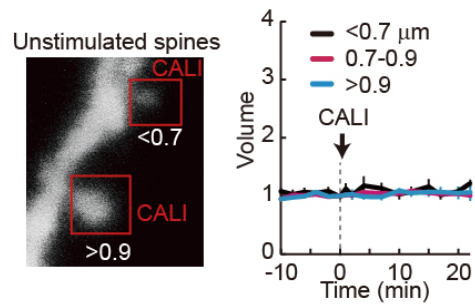 Unstimulated spines
CALI
<0.7
CALI
>0.9
<0.7 μm
0.7-0.9
>0.9
CALI
Volume
4
3
2
1
0
-10 0 10 20
Time (min)